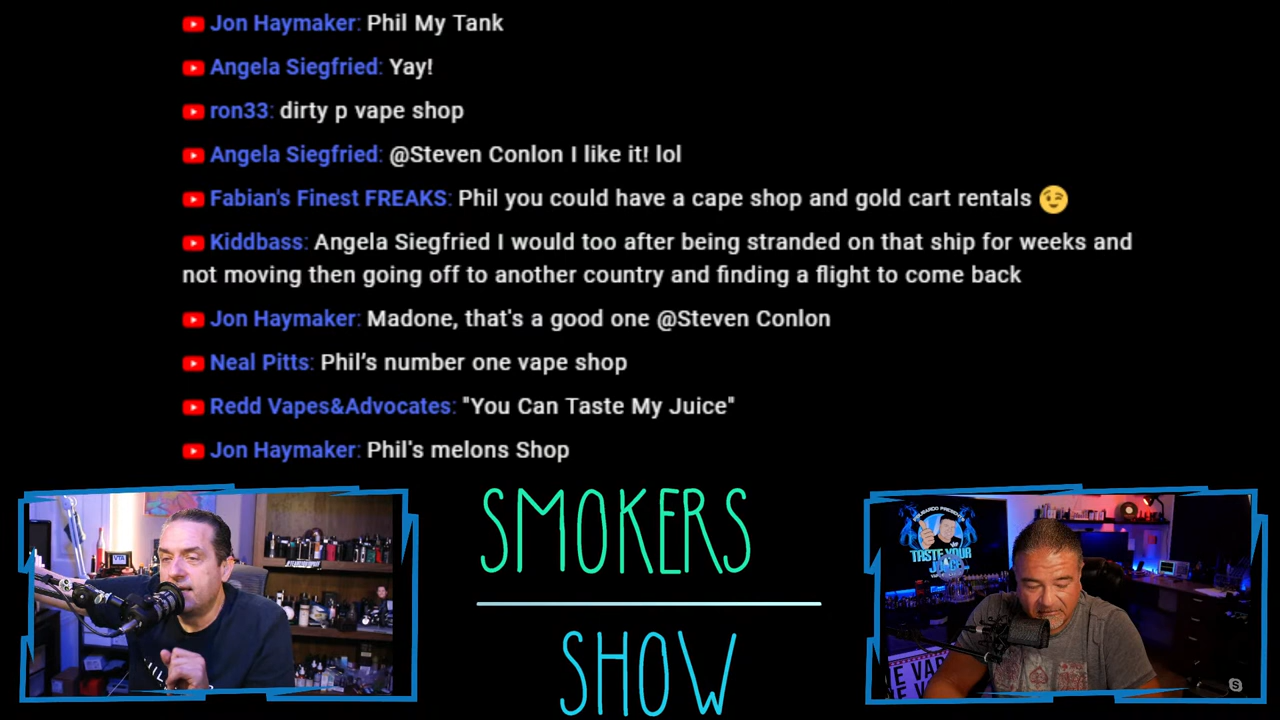 Jon Haymaker: Phil My Tank
Angela Siegfried: Yay!
ron33: dirty p vape shop
Angela Siegfried: @Steven Conlon I like it! lol
Fabian's Finest FREAKS: Phil you could have a cape shop and gold cart rentals 😉
Kiddbass: Angela Siegfried I would too after being stranded on that ship for weeks and
not moving then going off to another country and finding a flight to come back
Jon Haymaker: Madone, that's a good one @Steven Conlon
Neal Pitts: Phil’s number one vape shop
Redd Vapes&Advocates: "You Can Taste My Juice"
Jon Haymaker: Phil's melons Shop
SMOKERS
SHOW
TASTE YOUR
JUICE